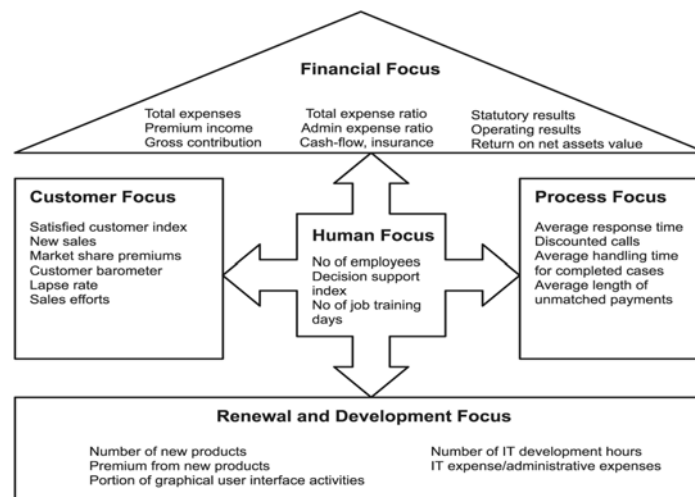 Financial Focus
Total expenses
Premium income
Gross contribution
Total expense ratio
Admin expense ratio
Cash-flow, insurance
Statutory results
Operating results
Return on net assets value
Customer Focus
Satisfied customer index
New sales
Market share premiums
Customer barometer
Lapse rate
Sales efforts
Human Focus
No of employees
Decision support
index
No of job training
days
Process Focus
Average response time
Discounted calls
Average handling time
for completed cases
Average length of
unmatched payments
Renewal and Development Focus
Number of new products
Premium from new products
Portion of graphical user interface activities
Number of IT development hours
IT expense/administrative expenses